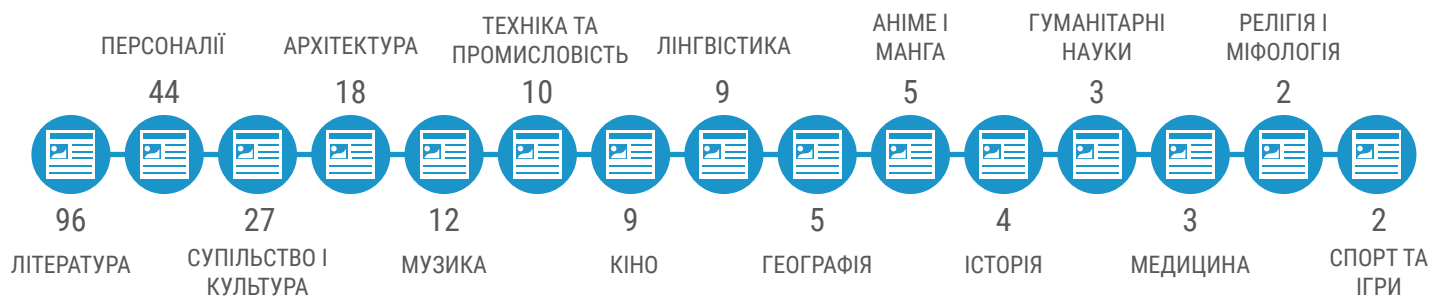 ПЕРСОНАЛІЇ
44
АРХІТЕКТУРА
18
ТЕХНІКА ТА
ПРОМИСЛОВІСТЬ
10
ЛІНГВІСТИКА
9
АНІМЕ І
МАНГА
5
ГУМАНІТАРНІ
НАУКИ
3
РЕЛІГІЯ І
МІФОЛОГІЯ
2
96
ЛІТЕРАТУРА
27
СУПІЛЬСТВО І
КУЛЬТУРА
12
МУЗИКА
9
КІНО
5
ГЕОГРАФІЯ
4
ІСТОРІЯ
3
МЕДИЦИНА
2
СПОРТ ТА
ІГРИ